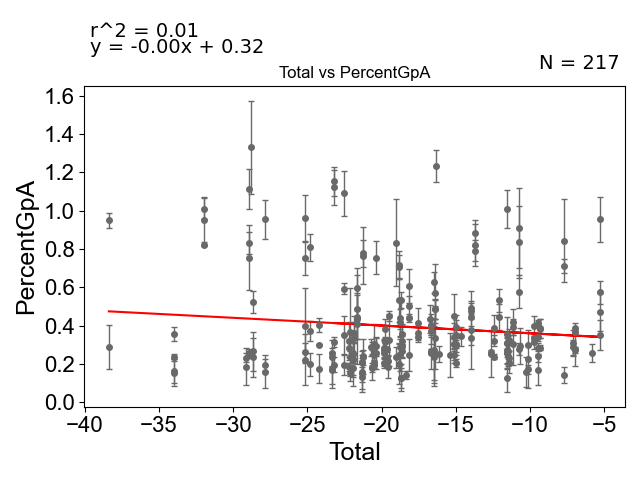 r^2 = 0.01
y = -0.00x + 0.32
N = 217
Total vs PercentGpA
PercentGpA
1.6
1.4
1.2
1.0
0.8
0.6
0.4
0.2
0.0
−40 −35 −30 −25 −20 −15 −10 −5
Total